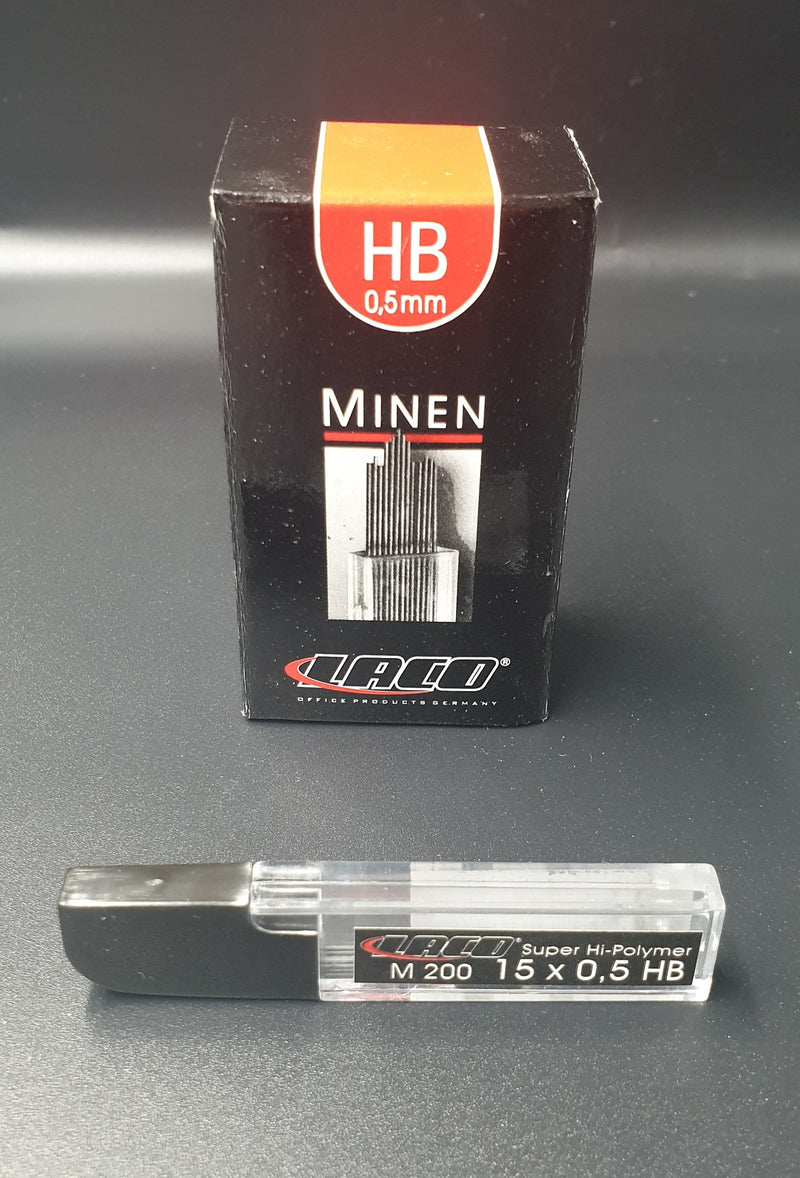 HB
0,5mm
MINEN
LACO®
OFFICE PRODUCTS GERMANY
LACO® Super Hi-Polymer
M 200 15 x 0,5 HB